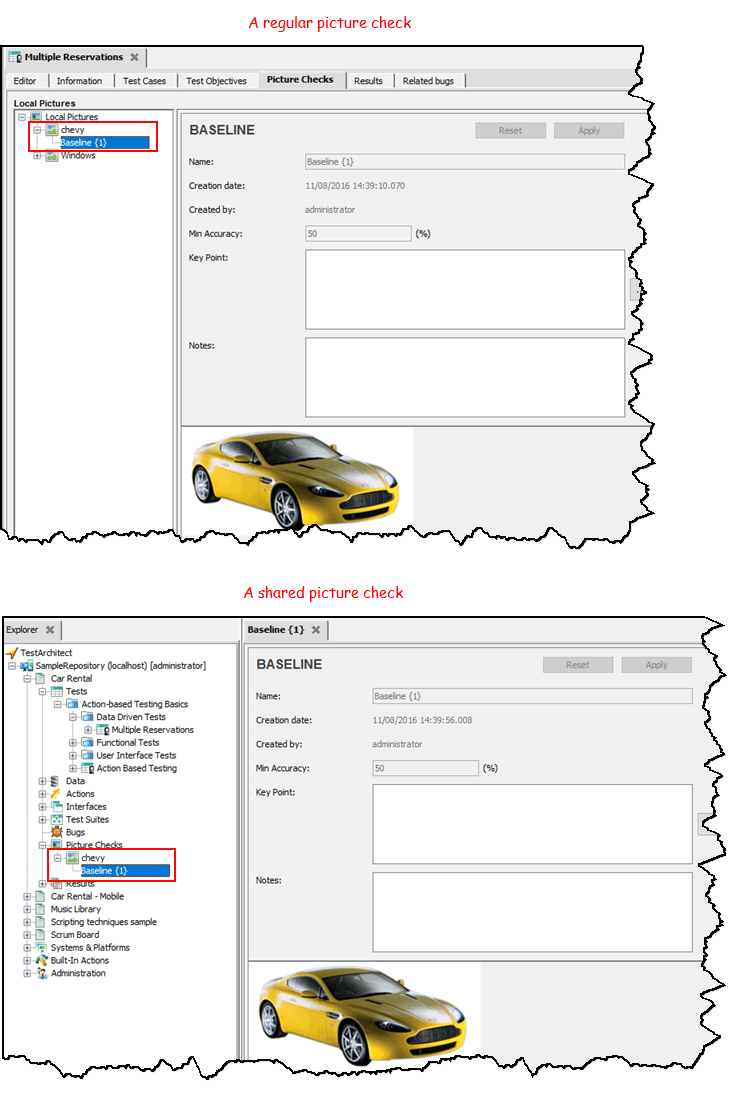 A regular picture check
Multiple Reservations
Editor Information Test Cases Test Objectives Picture Checks Results Related bugs
Local Pictures
Local Pictures
chevy
Baseline {1}
Windows
BASELINE
Reset Apply
Name: Baseline {1}
Creation date: 11/08/2016 14:39:10.070
Created by: administrator
Min Accuracy: 50 (%)
Key Point:
Notes:
A shared picture check
Explorer
TestArchitect
SampleRepository (localhost) [administrator]
Car Rental
Tests
Action-based Testing Basics
Data Driven Tests
Multiple Reservations
Functional Tests
User Interface Tests
Action Based Testing
Data
Actions
Interfaces
Test Suites
Bugs
Picture Checks
chevy
Baseline {1}
Results
Car Rental - Mobile
Music Library
Scripting techniques sample
Scrum Board
Systems & Platforms
Built-In Actions
Administration
Baseline {1}
BASELINE
Reset Apply
Name: Baseline {1}
Creation date: 11/08/2016 14:39:56.008
Created by: administrator
Min Accuracy: 50 (%)
Key Point:
Notes: